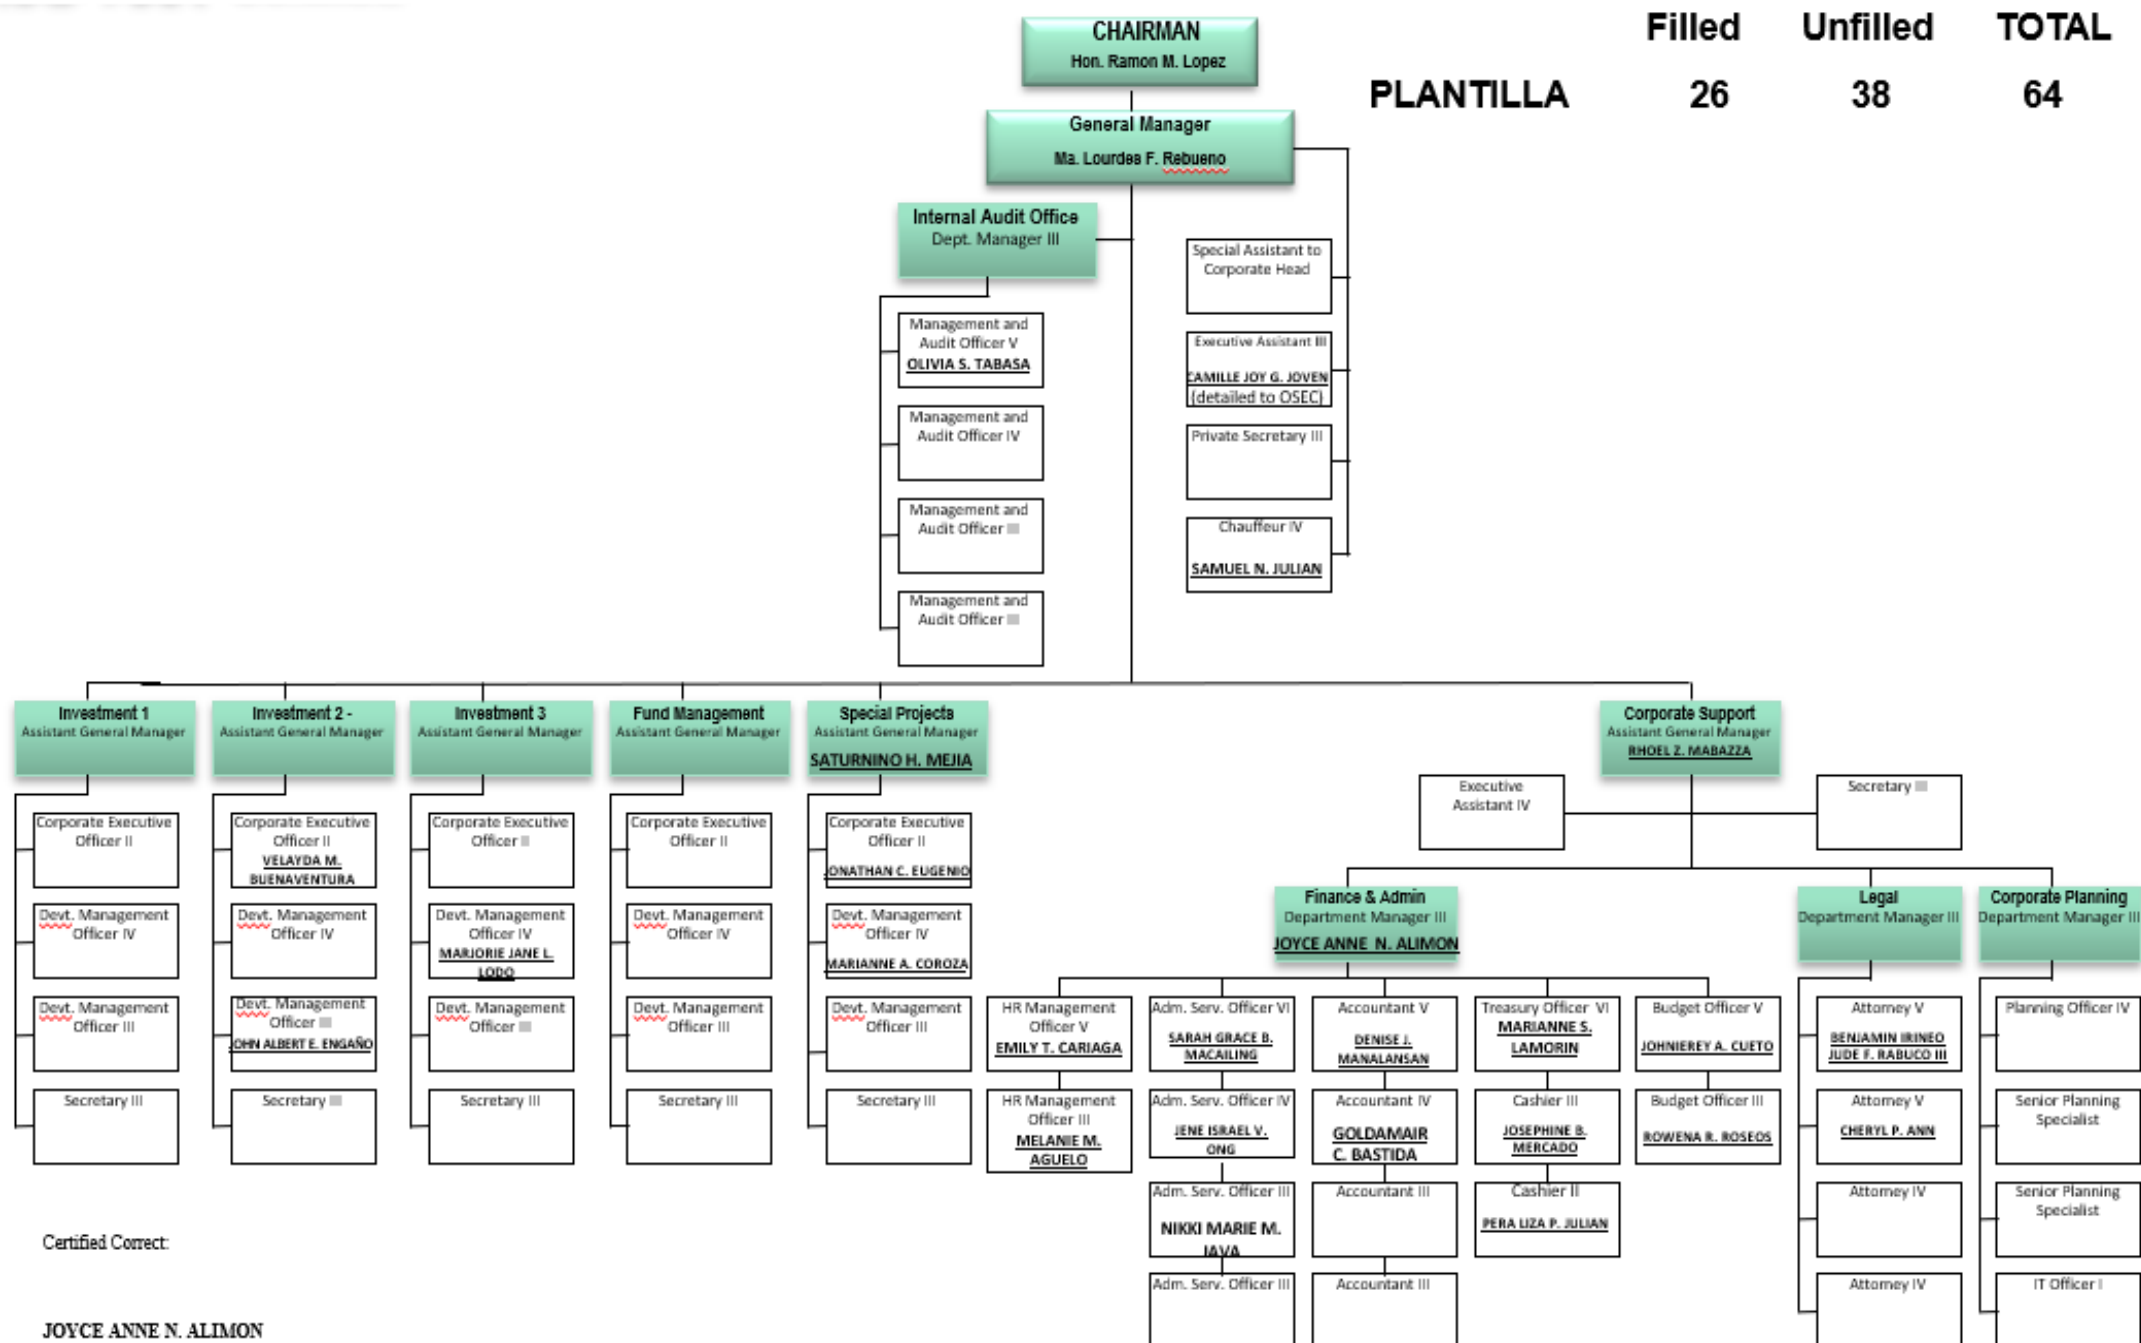 Filled Unfilled TOTAL
PLANTILLA 26 38 64
CHAIRMAN
Hon. Ramon M. Lopez
General Manager
Ma. Lourdes F. Rebueno
Internal Audit Office
Dept. Manager III
Management and
Audit Officer V
OLIVIA S. TABASA
Management and
Audit Officer IV
Management and
Audit Officer III
Management and
Audit Officer III
Special Assistant to
Corporate Head
Executive Assistant III
CAMILLE JOY G. JOVEN
(detailed to OSEC)
Private Secretary III
Chauffeur IV
SAMUEL N. JULIAN
Investment 1
Assistant General Manager
Corporate Executive
Officer II
Devt. Management
Officer IV
Devt. Management
Officer III
Secretary III
Investment 2 -
Assistant General Manager
Corporate Executive
Officer II
VELAYDA M.
BUENAVENTURA
Devt. Management
Officer IV
Devt. Management
Officer III
JOHN ALBERT E. ENGAÑO
Secretary III
Investment 3
Assistant General Manager
Corporate Executive
Officer II
Devt. Management
Officer IV
MARJORIE JANE L.
LODO
Devt. Management
Officer III
Secretary III
Fund Management
Assistant General Manager
Corporate Executive
Officer II
Devt. Management
Officer IV
Devt. Management
Officer III
Secretary III
Special Projects
Assistant General Manager
SATURNINO H. MEJIA
Corporate Executive
Officer II
JONATHAN C. EUGENIO
Devt. Management
Officer IV
MARIANNE A. COROZA
Devt. Management
Officer III
Secretary III
Corporate Support
Assistant General Manager
RHOEL Z. MABAZZA
Executive
Assistant IV
Secretary III
Finance & Admin
Department Manager III
JOYCE ANNE N. ALIMON
HR Management
Officer V
EMILY T. CARIAGA
HR Management
Officer III
MELANIE M.
AGUELO
Adm. Serv. Officer VI
SARAH GRACE B.
MACAILING
Adm. Serv. Officer IV
JENE ISRAEL V.
ONG
Adm. Serv. Officer III
NIKKI MARIE M.
JAVA
Adm. Serv. Officer III
Accountant V
DENISE J.
MANALANSAN
Accountant IV
GOLDAMAIR
C. BASTIDA
Accountant III
Accountant III
Treasury Officer VI
MARIANNE S.
LAMORIN
Cashier III
JOSEPHINE B.
MERCADO
Cashier II
PERA LIZA P. JULIAN
Budget Officer V
JOHNIEREY A. CUETO
Budget Officer III
ROWENA R. ROSEOS
Legal
Department Manager III
Attorney V
BENJAMIN IRINEO
JUDE F. RABUCO III
Attorney V
CHERYL P. ANN
Attorney IV
Attorney IV
Corporate Planning
Department Manager III
Planning Officer IV
Senior Planning
Specialist
Senior Planning
Specialist
IT Officer I
Certified Correct:
JOYCE ANNE N. ALIMON